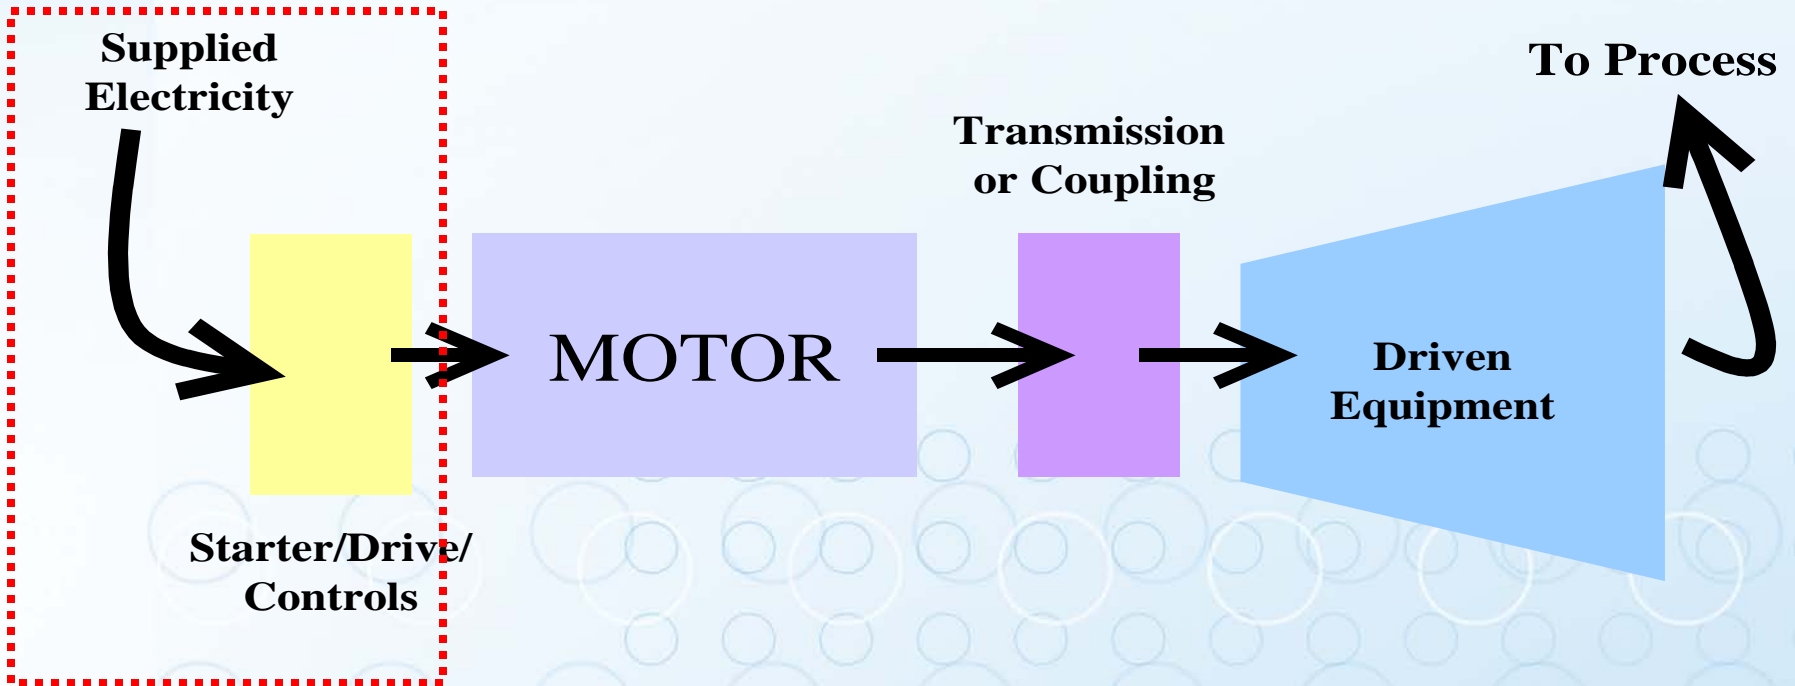 Supplied
Electricity
To Process
Transmission
or Coupling
MOTOR
Driven
Equipment
Starter/Drive/
Controls